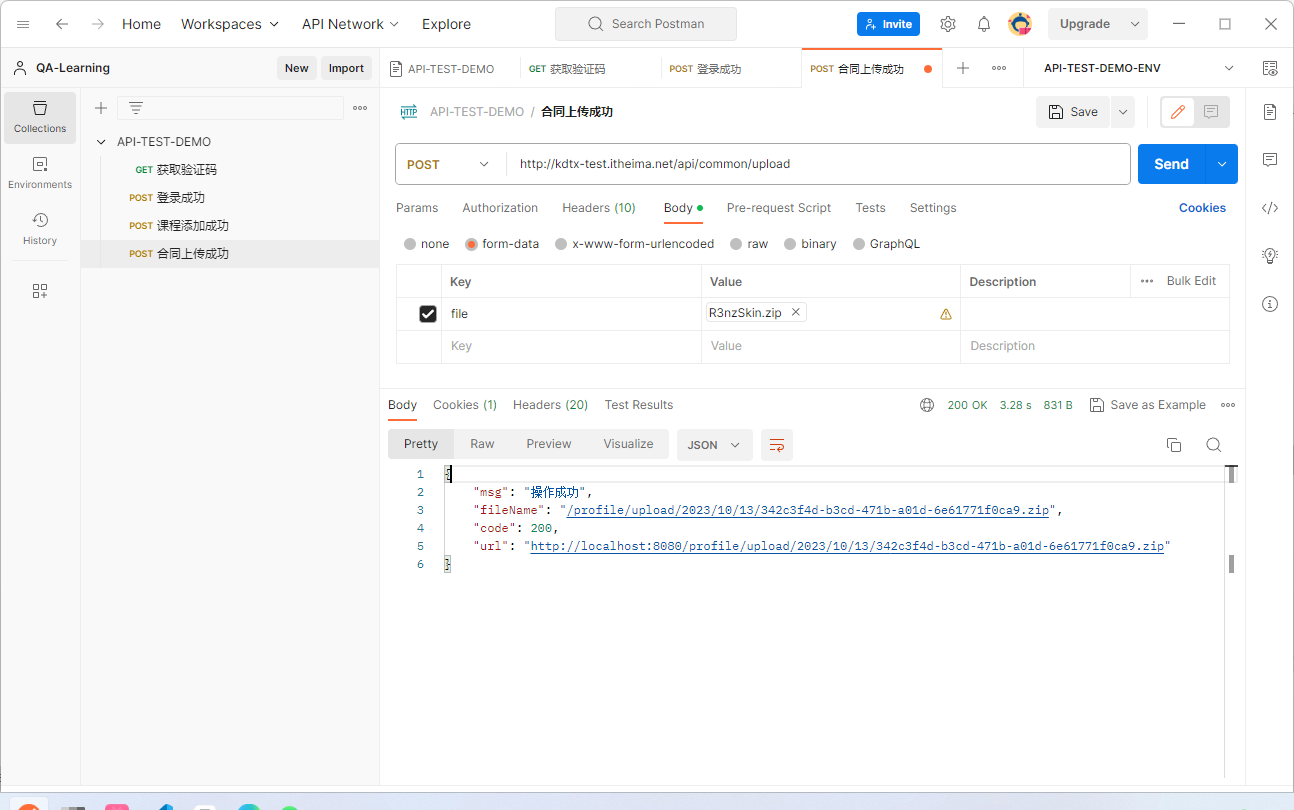 Home Workspaces API Network Explore Search Postman Invite Upgrade
QA-Learning New Import API-TEST-DEMO GET 获取验证码 POST 登录成功 POST 合同上传成功 API-TEST-DEMO-ENV
Collections
Environments
History
API-TEST-DEMO
GET 获取验证码
POST 登录成功
POST 课程添加成功
POST 合同上传成功
HTTP API-TEST-DEMO / 合同上传成功 Save
POST http://kdtx-test.itheima.net/api/common/upload Send
Params Authorization Headers (10) Body Pre-request Script Tests Settings Cookies
none form-data x-www-form-urlencoded raw binary GraphQL
Key Value Description Bulk Edit
file R3nzSkin.zip
Key Value Description
Body Cookies (1) Headers (20) Test Results 200 OK 3.28 s 831 B Save as Example
Pretty Raw Preview Visualize JSON
1 {
2 "msg": "操作成功",
3 "fileName": "/profile/upload/2023/10/13/342c3f4d-b3cd-471b-a01d-6e61771f0ca9.zip",
4 "code": 200,
5 "url": "http://localhost:8080/profile/upload/2023/10/13/342c3f4d-b3cd-471b-a01d-6e61771f0ca9.zip"
6 }